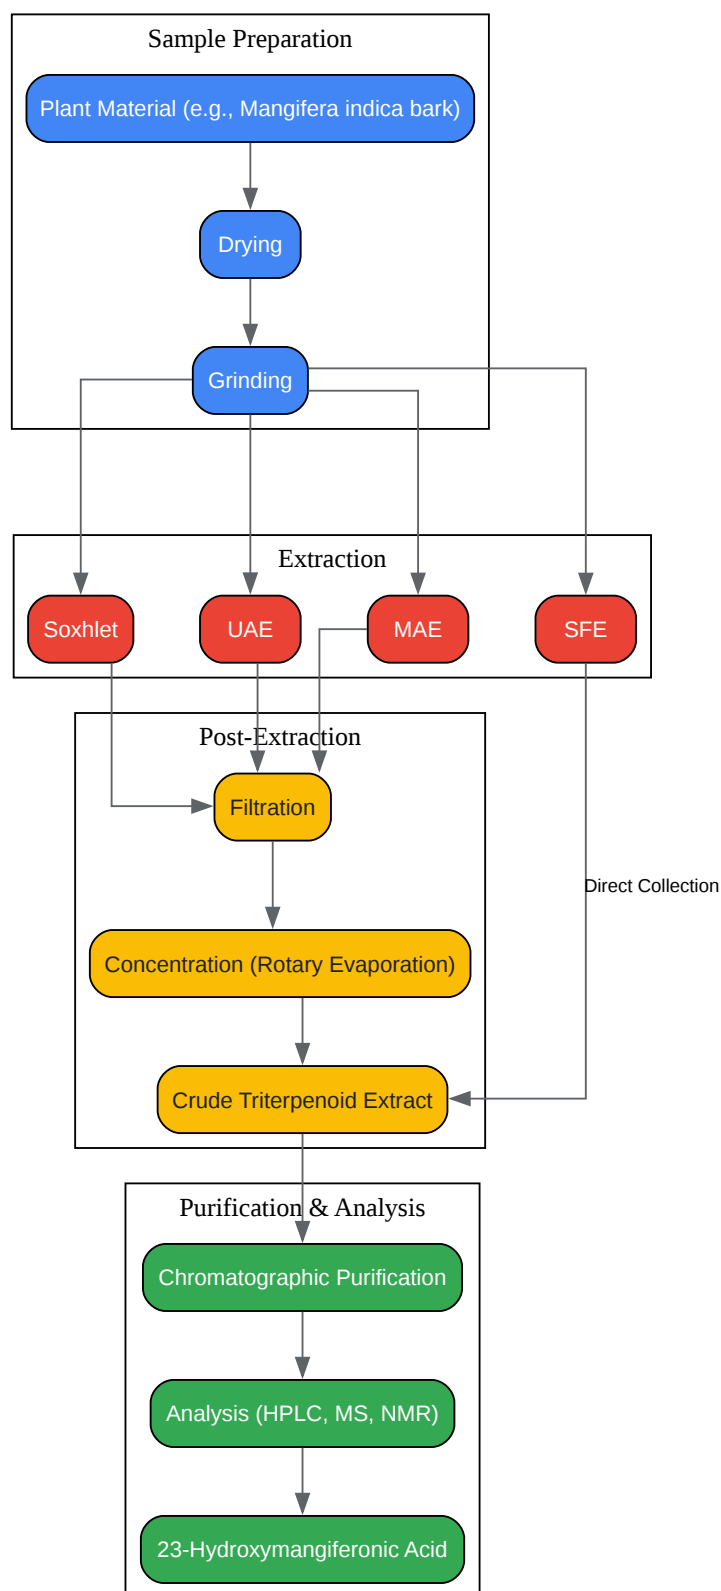 Sample Preparation
Plant Material (e.g., Mangifera indica bark)
Drying
Grinding
Extraction
Soxhlet
UAE
MAE
SFE
Post-Extraction
Filtration
Direct Collection
Concentration (Rotary Evaporation)
Crude Triterpenoid Extract
Purification & Analysis
Chromatographic Purification
Analysis (HPLC, MS, NMR)
23-Hydroxymangiferonic Acid